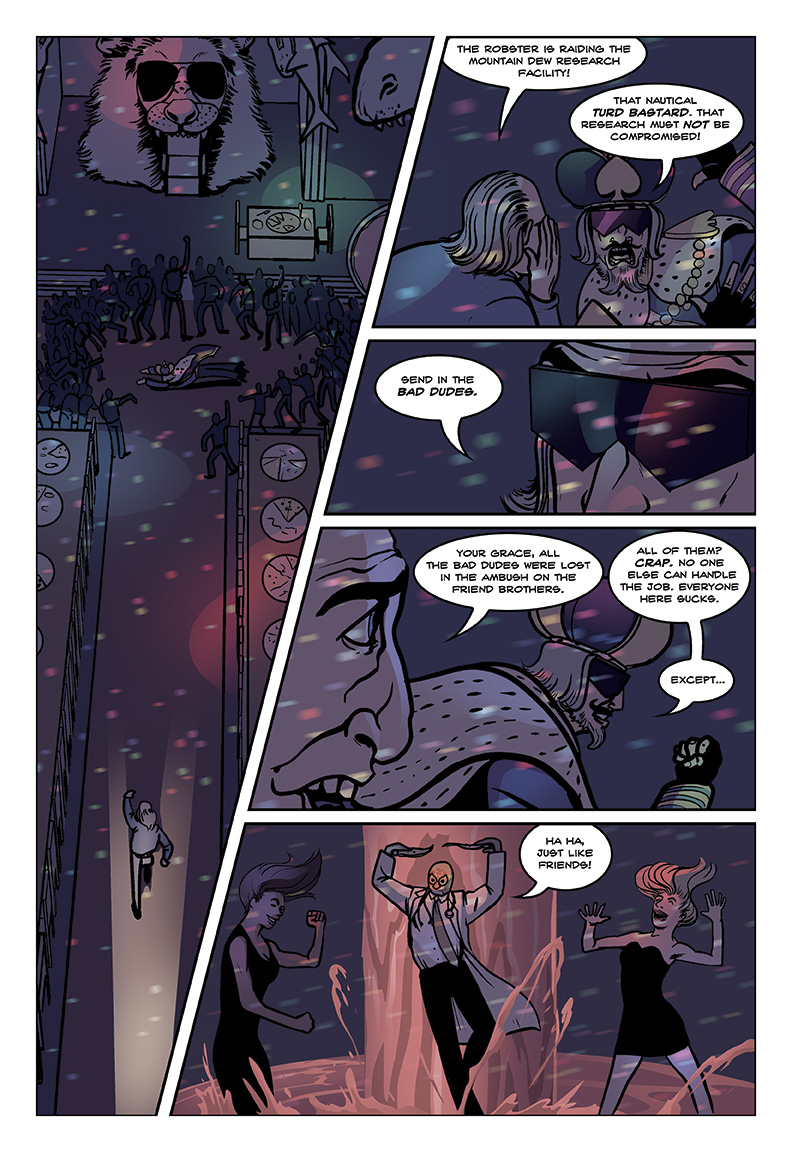 THE ROBSTER IS RAIDING THE
MOUNTAIN DEW RESEARCH
FACILITY!
THAT NAUTICAL
TURD BASTARD. THAT
RESEARCH MUST NOT BE
COMPROMISED!
SEND IN THE
BAD DUDES.
YOUR GRACE, ALL
THE BAD DUDES WERE LOST
IN THE AMBUSH ON THE
FRIEND BROTHERS.
ALL OF THEM?
CRAP. NO ONE
ELSE CAN HANDLE
THE JOB. EVERYONE
HERE SUCKS.
EXCEPT...
HA HA,
JUST LIKE
FRIENDS!